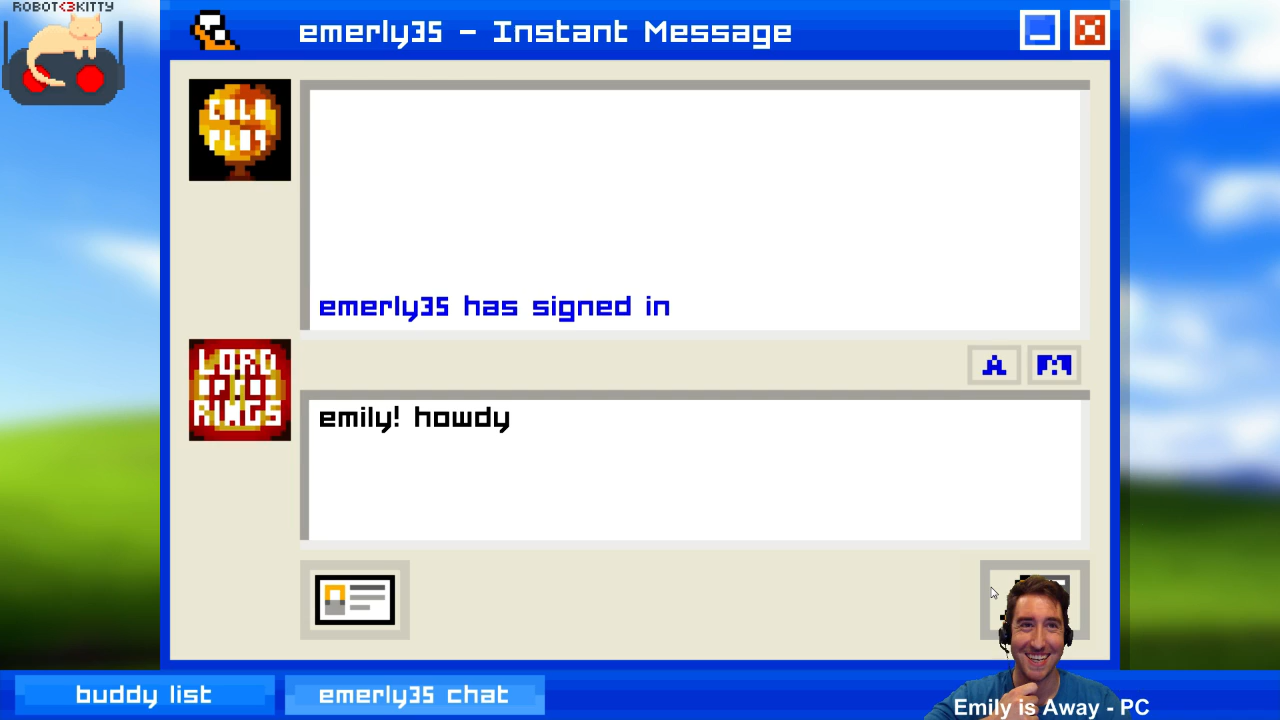 ROBOT<3KITTY
emerly35 - Instant Message
COLD
PLAY
emerly35 has signed in
LORD
OF THE
RINGS
A
emily! howdy
buddy list
emerly35 chat
Emily is Away - PC